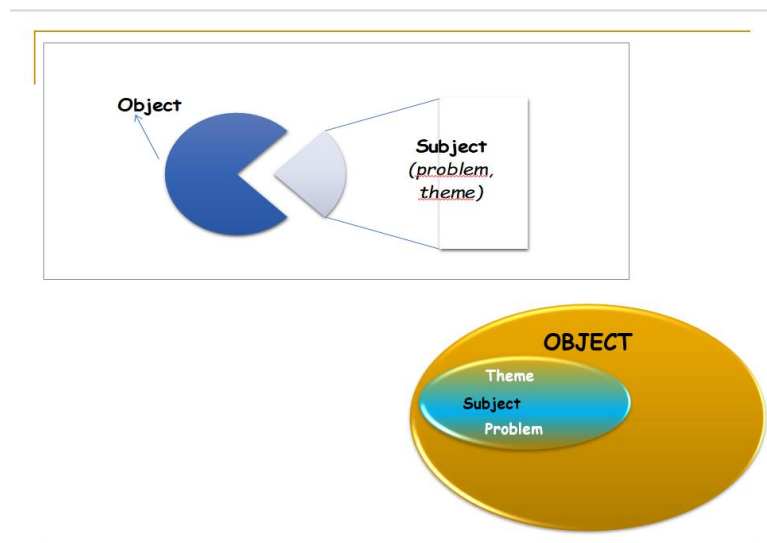 Object
Subject
(problem,
theme)
OBJECT
Theme
Subject
Problem